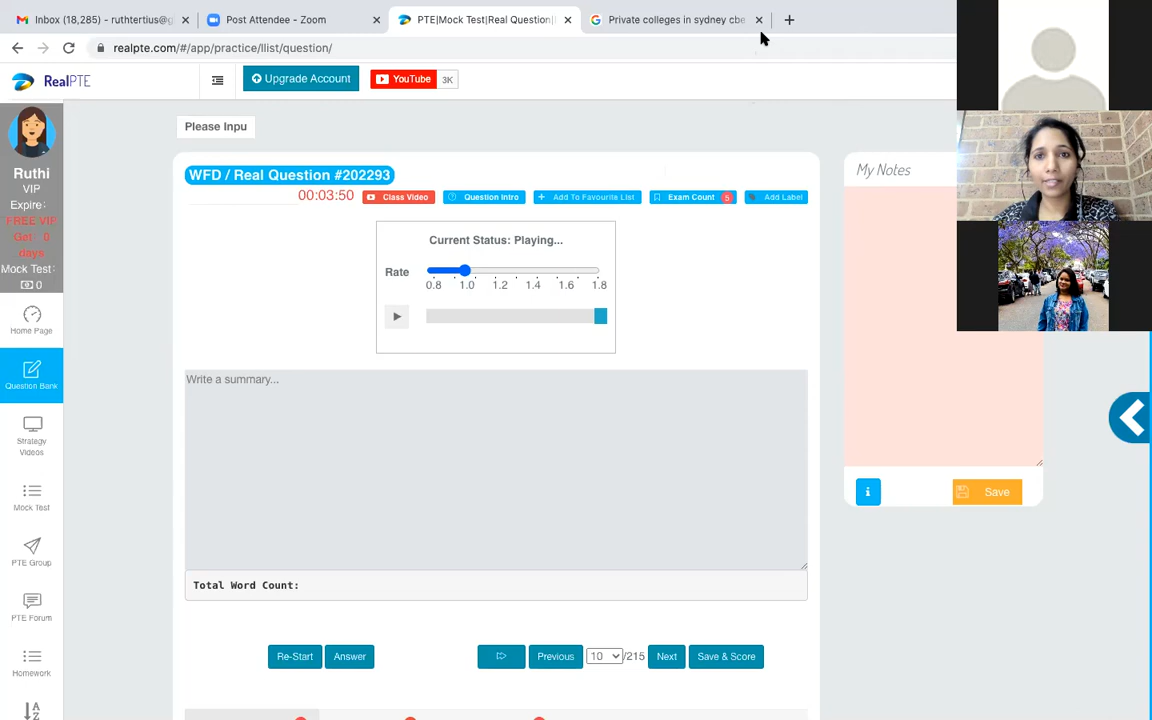 Inbox (18,285) - ruthtertius@g
Post Attendee - Zoom
PTE|Mock Test|Real Question|
Private colleges in sydney cbe
realpte.com/#/app/practice/llist/question/
RealPTE
Upgrade Account
YouTube
3K
Please Inpu
Ruthi
VIP
Expire:
FREE VIP
Get: 0
days
Mock Test:
0
Home Page
Question Bank
Strategy
Videos
Mock Test
PTE Group
PTE Forum
Homework
WFD / Real Question #202293
00:03:50
Class Video
Question Intro
Add To Favourite List
Exam Count 5
Add Label
Current Status: Playing...
Rate
0.8 1.0 1.2 1.4 1.6 1.8
Write a summary...
Total Word Count:
Re-Start
Answer
Previous
10
/215
Next
Save & Score
My Notes
Save